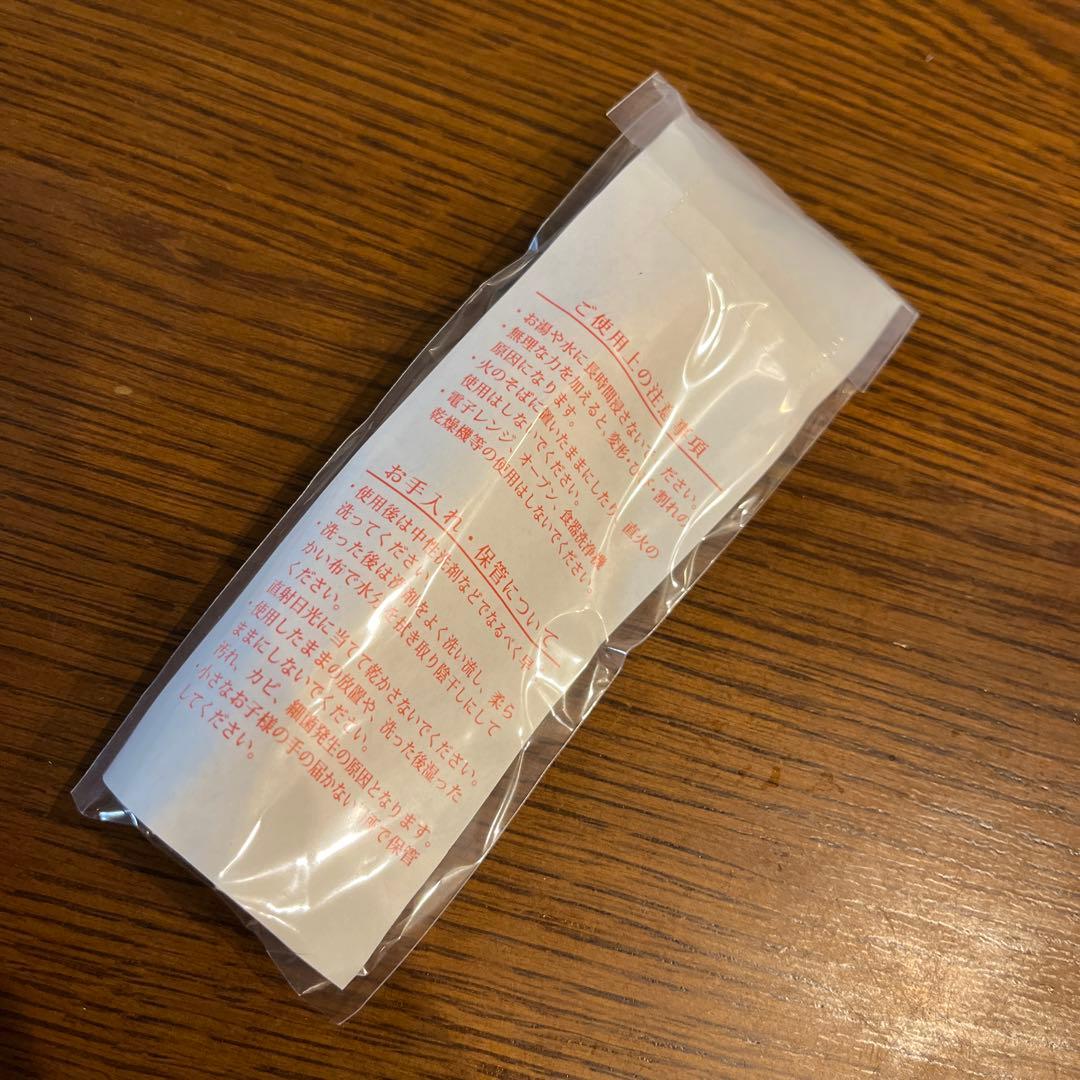 ご使用上の注意事項
・お湯や水に長時間浸さないでください。
・無理な力を加えると、変形・ひび・割れの
原因になります。
・火のそばに置いたままにしたり、直火の
使用はしないでください。
・電子レンジ、オーブン、食器洗浄機
乾燥機等の使用はしないでください。
お手入れ・保管について
・使用後は中性洗剤などでなるべく早
洗ってください
・洗った後は洗剤をよく洗い流し、柔ら
かい布で水分を拭き取り陰干しにして
ください。
直射日光に当てて乾かさないでください。
・使用したままの放置や、洗った後湿った
ままにしないでください。
汚れ、カビ、細菌発生の原因となります。
・小さなお子様の手の届かない 所で保管
してください。